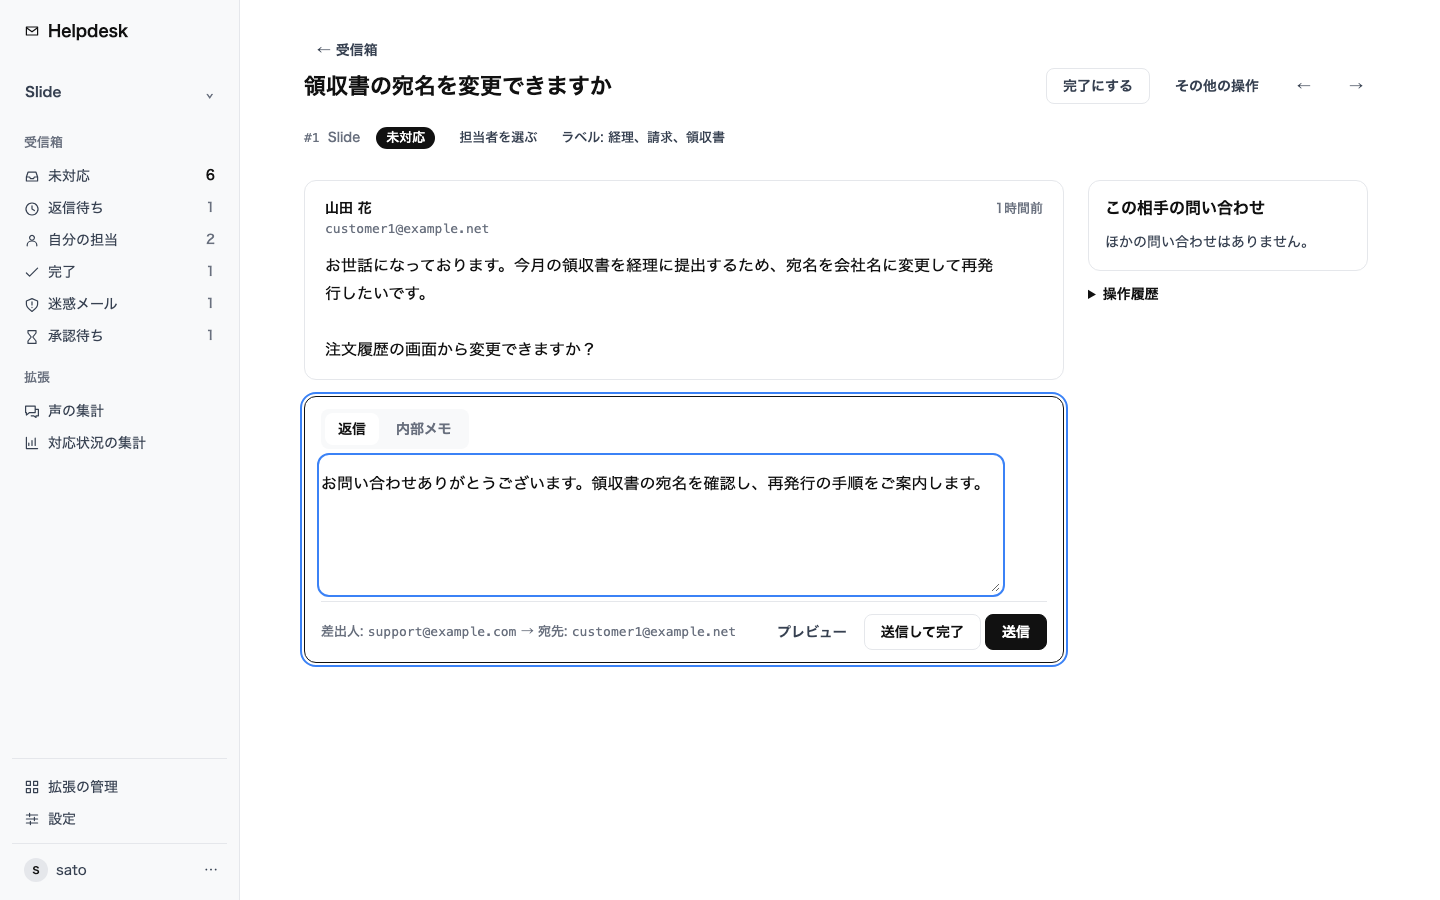 Helpdesk
Slide
受信箱
未対応 6
返信待ち 1
自分の担当 2
完了 1
迷惑メール 1
承認待ち 1
拡張
声の集計
対応状況の集計
拡張の管理
設定
S sato ...
← 受信箱
領収書の宛名を変更できますか
完了にする その他の操作 ← →
#1 Slide 未対応 担当者を選ぶ ラベル: 経理、請求、領収書
山田 花 1時間前
customer1@example.net
お世話になっております。今月の領収書を経理に提出するため、宛名を会社名に変更して再発
行したいです。
注文履歴の画面から変更できますか？
返信 内部メモ
お問い合わせありがとうございます。領収書の宛名を確認し、再発行の手順をご案内します。
差出人: support@example.com → 宛先: customer1@example.net プレビュー 送信して完了 送信
この相手の問い合わせ
ほかの問い合わせはありません。
▶ 操作履歴